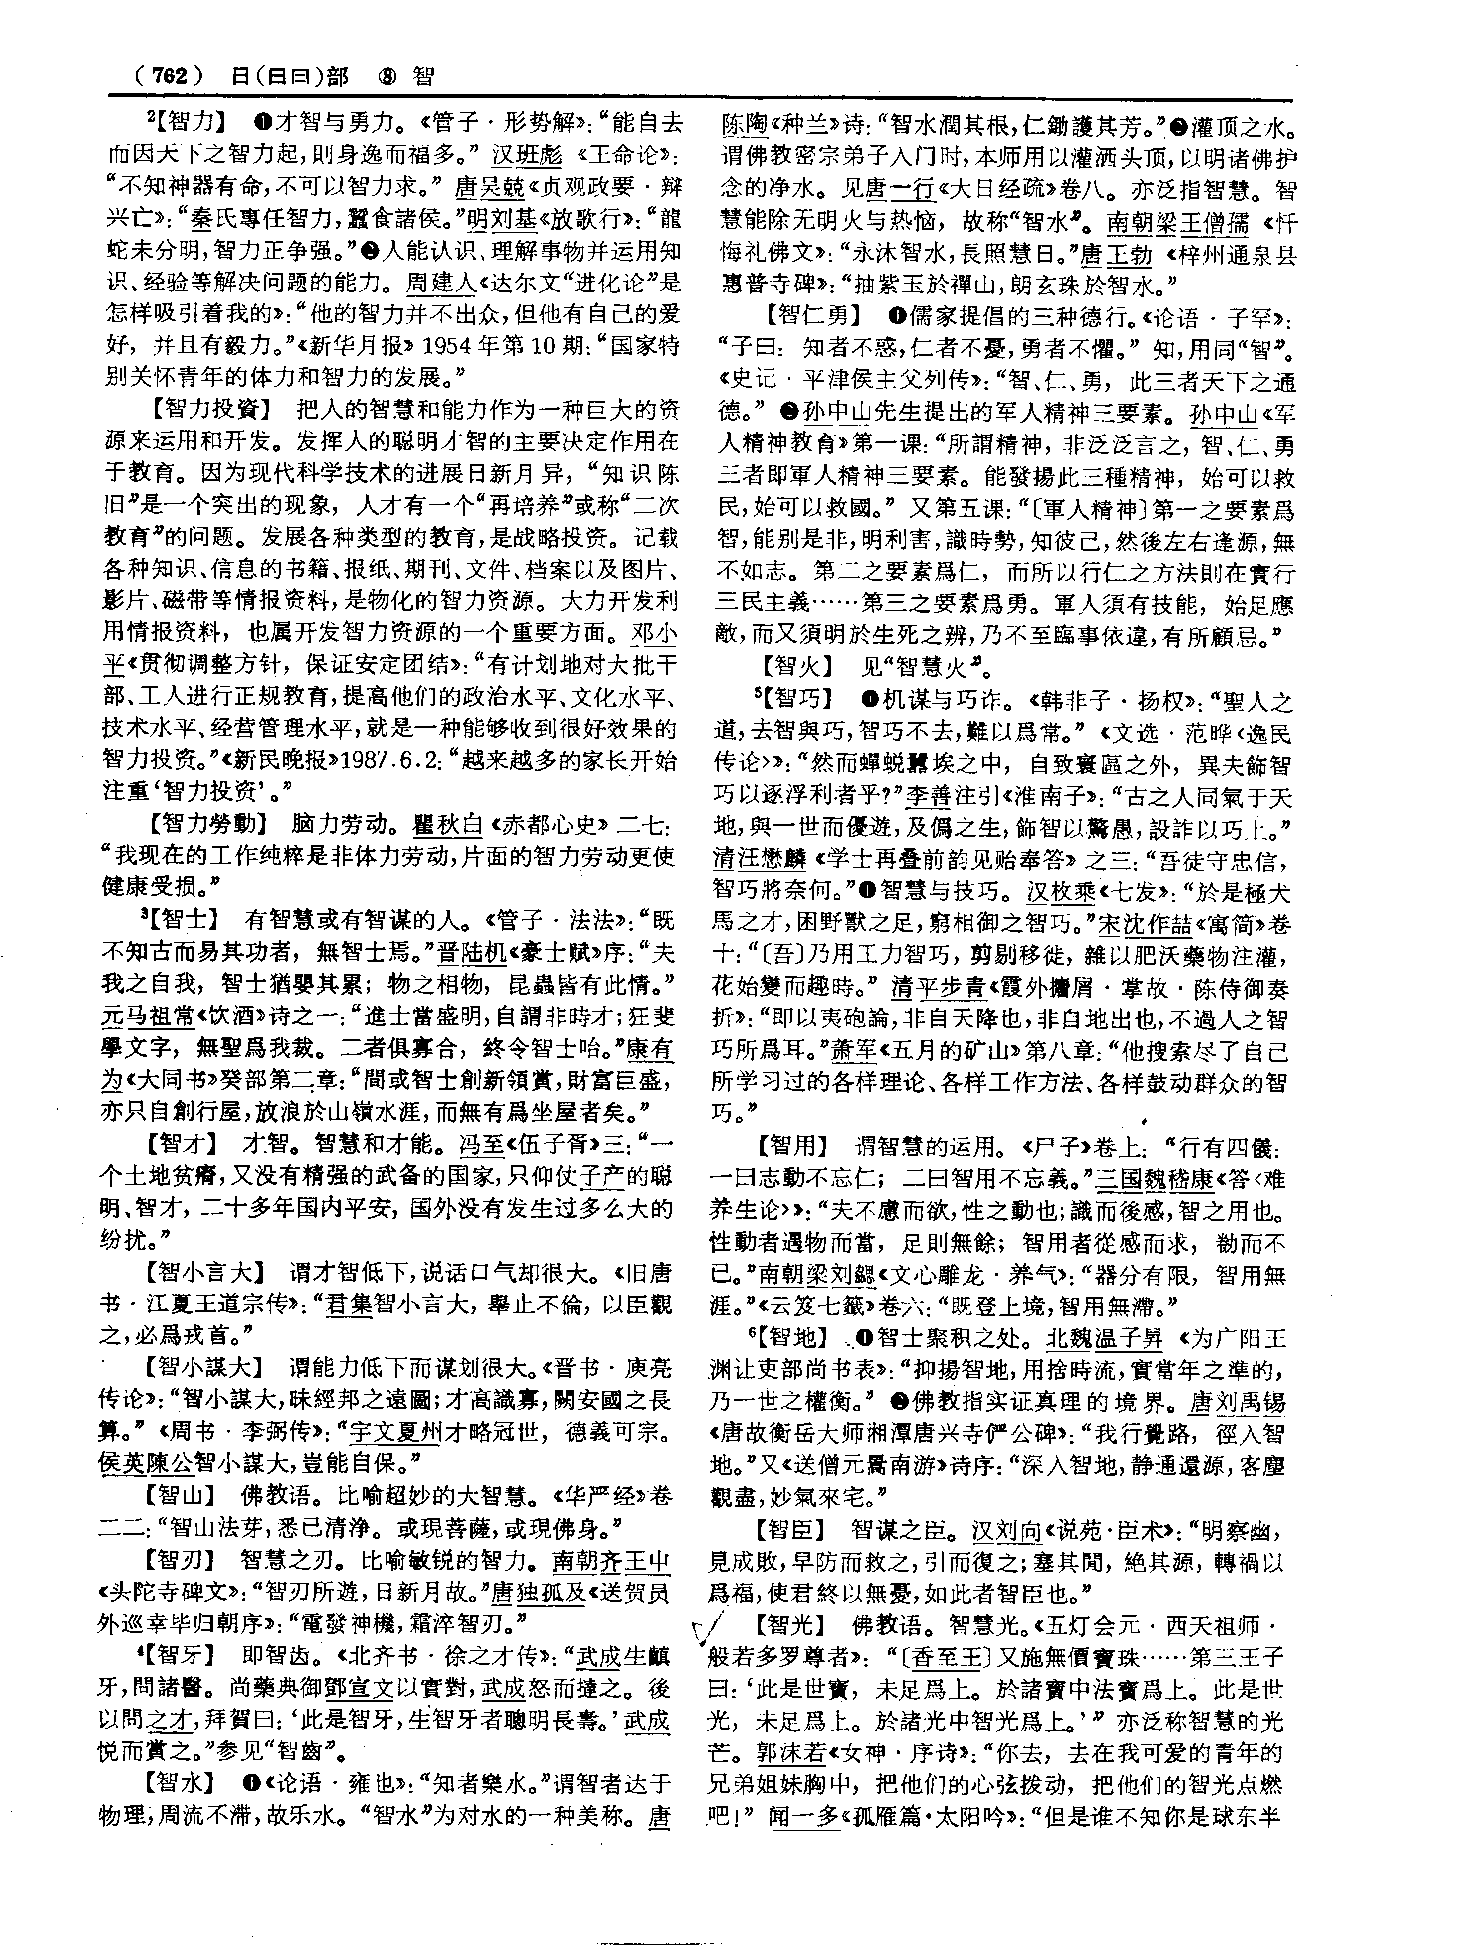 （762） 日(日曰)部 ⑧ 智
²【智力】 ❶才智与勇力。《管子·形势解》：“能自去
而因天下之智力起，則身逸而福多。” 汉班彪《王命论》：
“不知神器有命，不可以智力求。” 唐吴兢《贞观政要·辩
兴亡》：“秦氏專任智力，蠶食諸侯。”明刘基《放歌行》：“龍
蛇未分明，智力正争强。”❷人能认识、理解事物并运用知
识、经验等解决问题的能力。周建人《达尔文“进化论”是
怎样吸引着我的》：“他的智力并不出众，但他有自己的爱
好，并且有毅力。”《新华月报》1954年第10期：“国家特
别关怀青年的体力和智力的发展。”
【智力投資】 把人的智慧和能力作为一种巨大的资
源来运用和开发。发挥人的聪明才智的主要决定作用在
于教育。因为现代科学技术的进展日新月异，“知识陈
旧”是一个突出的现象，人才有一个“再培养”或称“二次
教育”的问题。发展各种类型的教育，是战略投资。记载
各种知识、信息的书籍、报纸、期刊、文件、档案以及图片、
影片、磁带等情报资料，是物化的智力资源。大力开发利
用情报资料，也属开发智力资源的一个重要方面。邓小
平《贯彻调整方针，保证安定团结》：“有计划地对大批干
部、工人进行正规教育，提高他们的政治水平、文化水平、
技术水平、经营管理水平，就是一种能够收到很好效果的
智力投资。”《新民晚报》1987.6.2：“越来越多的家长开始
注重‘智力投资’。”
【智力勞動】 脑力劳动。瞿秋白《赤都心史》二七：
“我现在的工作纯粹是非体力劳动，片面的智力劳动更使
健康受损。”
³【智士】 有智慧或有智谋的人。《管子·法法》：“既
不知古而易其功者，無智士焉。”晋陆机《豪士赋》序：“夫
我之自我，智士猶嬰其累；物之相物，昆蟲皆有此情。”
元马祖常《饮酒》诗之一：“進士當盛明，自謂非時才；狂斐
學文字，無聖爲我裁。二者俱寡合，終令智士咍。”康有
为《大同书》癸部第二章：“間或智士創新領賞，財富巨盛，
亦只自創行屋，放浪於山嶺水涯，而無有爲坐屋者矣。”
【智才】 才智。智慧和才能。冯至《伍子胥》三：“一
个土地贫瘠，又没有精强的武备的国家，只仰仗子产的聪
明、智才，二十多年国内平安，国外没有发生过多么大的
纷扰。”
【智小言大】 谓才智低下，说话口气却很大。《旧唐
书·江夏王道宗传》：“君集智小言大，舉止不倫，以臣觀
之，必爲戎首。”
【智小謀大】 谓能力低下而谋划很大。《晋书·庾亮
传论》：“智小謀大，昧經邦之遠圖；才高識寡，闕安國之長
算。”《周书·李弼传》：“宇文夏州才略冠世，德義可宗。
侯英陳公智小謀大，豈能自保。”
【智山】 佛教语。比喻超妙的大智慧。《华严经》卷
二二：“智山法芽，悉已清净。或現菩薩，或現佛身。”
【智刃】 智慧之刃。比喻敏锐的智力。南朝齐王屮
《头陀寺碑文》：“智刃所遊，日新月故。”唐独孤及《送贺员
外巡幸毕归朝序》：“電發神機，霜淬智刃。”
⁴【智牙】 即智齿。《北齐书·徐之才传》：“武成生齻
牙，問諸醫。尚藥典御鄧宣文以實對，武成怒而撻之。後
以問之才，拜賀曰：‘此是智牙，生智牙者聰明長壽。’武成
悦而賞之。”参见“智齒”。
【智水】 ❶《论语·雍也》：“知者樂水。”谓智者达于
物理，周流不滞，故乐水。“智水”为对水的一种美称。唐
陈陶《种兰》诗：“智水潤其根，仁鋤護其芳。”❷灌顶之水。
谓佛教密宗弟子入门时，本师用以灌洒头顶，以明诸佛护
念的净水。见唐一行《大日经疏》卷八。亦泛指智慧。智
慧能除无明火与热恼，故称“智水”。南朝梁王僧孺《忏
悔礼佛文》：“永沐智水，長照慧日。”唐王勃《梓州通泉县
惠普寺碑》：“抽紫玉於禪山，朗玄珠於智水。”
【智仁勇】 ❶儒家提倡的三种德行。《论语·子罕》：
“子曰：知者不惑，仁者不憂，勇者不懼。”知，用同“智”。
《史记·平津侯主父列传》：“智、仁、勇，此三者天下之通
德。” ❷孙中山先生提出的军人精神三要素。孙中山《军
人精神教育》第一课：“所謂精神，非泛泛言之，智、仁、勇
三者即軍人精神三要素。能發揚此三種精神，始可以救
民，始可以救國。”又第五课：“〔軍人精神〕第一之要素爲
智，能别是非，明利害，識時勢，知彼己，然後左右逢源，無
不如志。第二之要素爲仁，而所以行仁之方法則在實行
三民主義……第三之要素爲勇。軍人須有技能，始足應
敵，而又須明於生死之辨，乃不至臨事依違，有所顧忌。”
【智火】 见“智慧火”。
⁵【智巧】 ❶机谋与巧诈。《韩非子·扬权》：“聖人之
道，去智與巧，智巧不去，難以爲常。”《文选·范晔〈逸民
传论〉》：“然而蟬蜕囂埃之中，自致寰區之外，異夫飾智
巧以逐浮利者乎？”李善注引《淮南子》：“古之人同氣于天
地，與一世而優遊，及僞之生，飾智以驚愚，設詐以巧上。”
清汪懋麟《学士再叠前韵见贻奉答》之三：“吾徒守忠信，
智巧將奈何。”❶智慧与技巧。汉枚乘《七发》：“於是極犬
馬之才，困野獸之足，窮相御之智巧。”宋沈作喆《寓简》卷
十：“〔吾〕乃用工力智巧，剪剔移徙，雜以肥沃藥物注灌，
花始變而趣時。” 清平步青《霞外攟屑·掌故·陈侍御奏
折》：“即以夷砲論，非自天降也，非自地出也，不過人之智
巧所爲耳。”萧军《五月的矿山》第八章：“他搜索尽了自己
所学习过的各样理论、各样工作方法、各样鼓动群众的智
巧。”
【智用】 谓智慧的运用。《尸子》卷上：“行有四儀：
一曰志動不忘仁；二曰智用不忘義。”三国魏嵇康《答〈难
养生论〉》：“夫不慮而欲，性之動也；識而後感，智之用也。
性動者遇物而當，足則無餘；智用者從感而求，勌而不
已。”南朝梁刘勰《文心雕龙·养气》：“器分有限，智用無
涯。”《云笈七籤》卷六：“既登上境，智用無滯。”
⁶【智地】 ❶智士聚积之处。北魏温子昇《为广阳王
渊让吏部尚书表》：“抑揚智地，用捨時流，實當年之準的，
乃一世之權衡。” ❷佛教指实证真理的境界。唐刘禹锡
《唐故衡岳大师湘潭唐兴寺俨公碑》：“我行覺路，徑入智
地。”又《送僧元暠南游》诗序：“深入智地，静通還源，客塵
觀盡，妙氣來宅。”
【智臣】 智谋之臣。汉刘向《说苑·臣术》：“明察幽，
見成敗，早防而救之，引而復之；塞其閒，絶其源，轉禍以
爲福，使君終以無憂，如此者智臣也。”
【智光】 佛教语。智慧光。《五灯会元·西天祖师·
般若多罗尊者》：“〔香至王〕又施無價寶珠……第三王子
曰：‘此是世寶，未足爲上。於諸寶中法寶爲上。此是世
光，未足爲上。於諸光中智光爲上。’” 亦泛称智慧的光
芒。郭沫若《女神·序诗》：“你去，去在我可爱的青年的
兄弟姐妹胸中，把他们的心弦拨动，把他们的智光点燃
吧！” 闻一多《孤雁篇·太阳吟》：“但是谁不知你是球东半